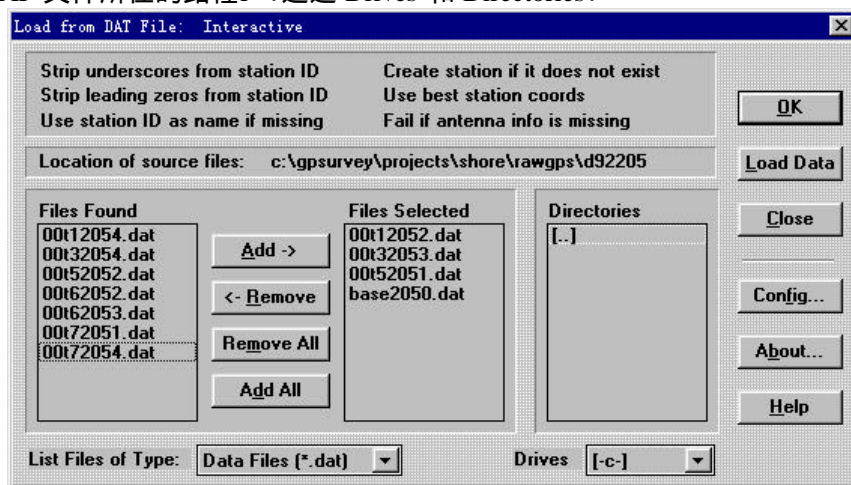 Drives 和 Directories
Load from DAT File: Interactive
Strip underscores from station ID
Create station if it does not exist
Strip leading zeros from station ID
Use best station coords
Use station ID as name if missing
Fail if antenna info is missing
Location of source files: c:\gpsurvey\projects\shore\rawgps\d92205
Files Found
00t12054.dat
00t32054.dat
00t52052.dat
00t62052.dat
00t62053.dat
00t72051.dat
00t72054.dat
Add ->
<- Remove
Remove All
Add All
Files Selected
00t12052.dat
00t32053.dat
00t52051.dat
base2050.dat
Directories
[..]
OK
Load Data
Close
Config...
About...
Help
List Files of Type: Data Files (*.dat)
Drives [-c-]